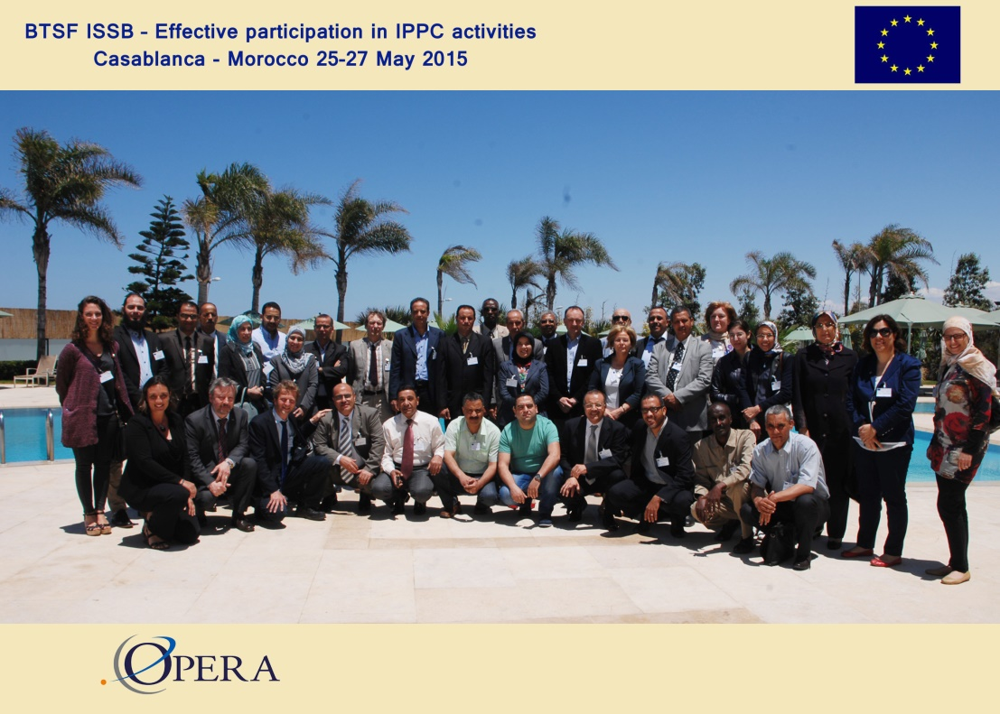 BTSF ISSB - Effective participation in IPPC activities
Casablanca - Morocco 25-27 May 2015
OPERA